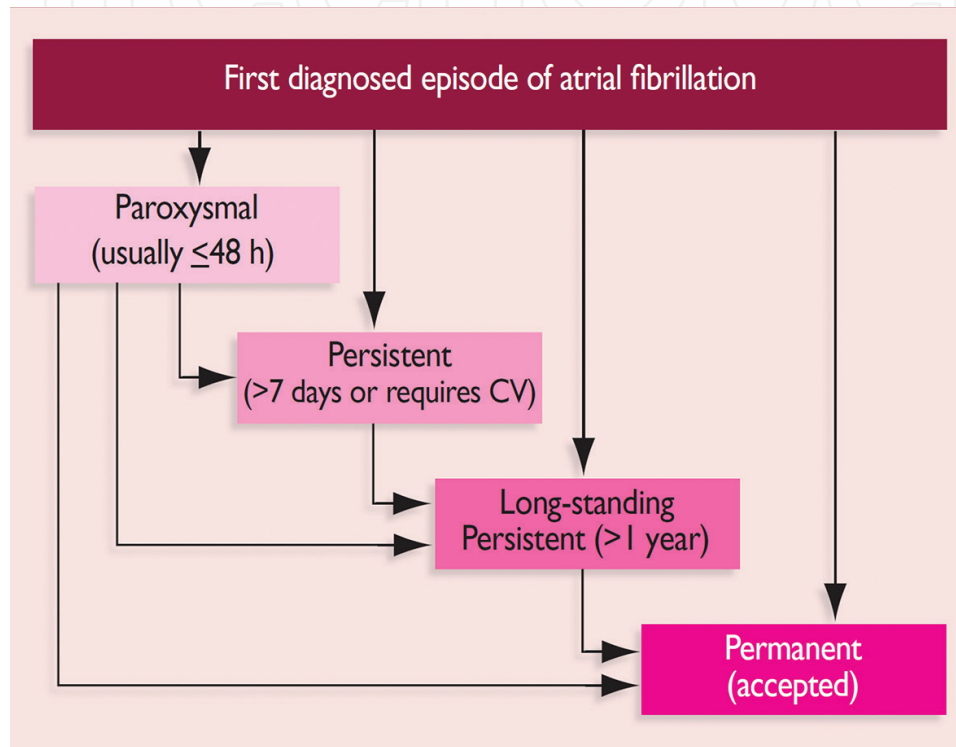 First diagnosed episode of atrial fibrillation
Paroxysmal
(usually ≤48 h)
Persistent
(>7 days or requires CV)
Long-standing
Persistent (>1 year)
Permanent
(accepted)